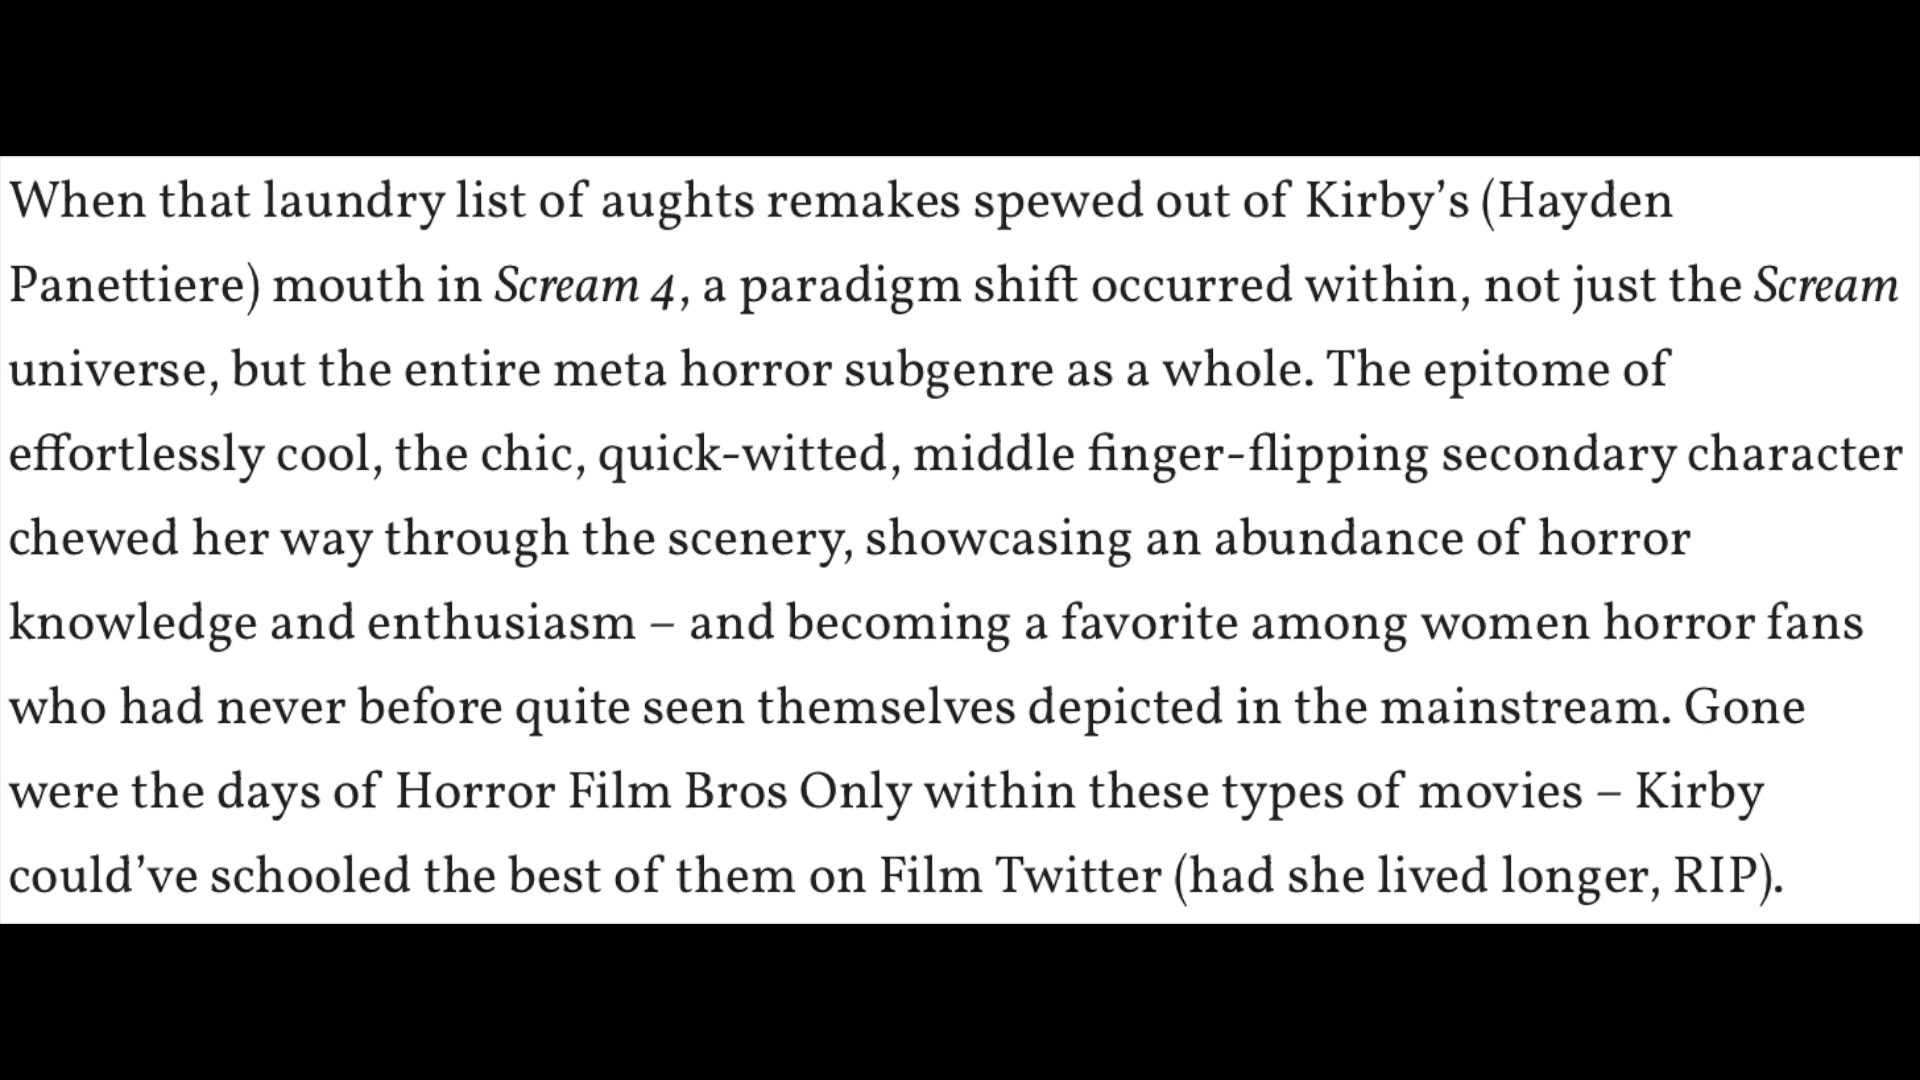 When that laundry list of aughts remakes spewed out of Kirby’s (Hayden
Panettiere) mouth in Scream 4, a paradigm shift occurred within, not just the Scream
universe, but the entire meta horror subgenre as a whole. The epitome of
effortlessly cool, the chic, quick-witted, middle finger-flipping secondary character
chewed her way through the scenery, showcasing an abundance of horror
knowledge and enthusiasm – and becoming a favorite among women horror fans
who had never before quite seen themselves depicted in the mainstream. Gone
were the days of Horror Film Bros Only within these types of movies – Kirby
could’ve schooled the best of them on Film Twitter (had she lived longer, RIP).